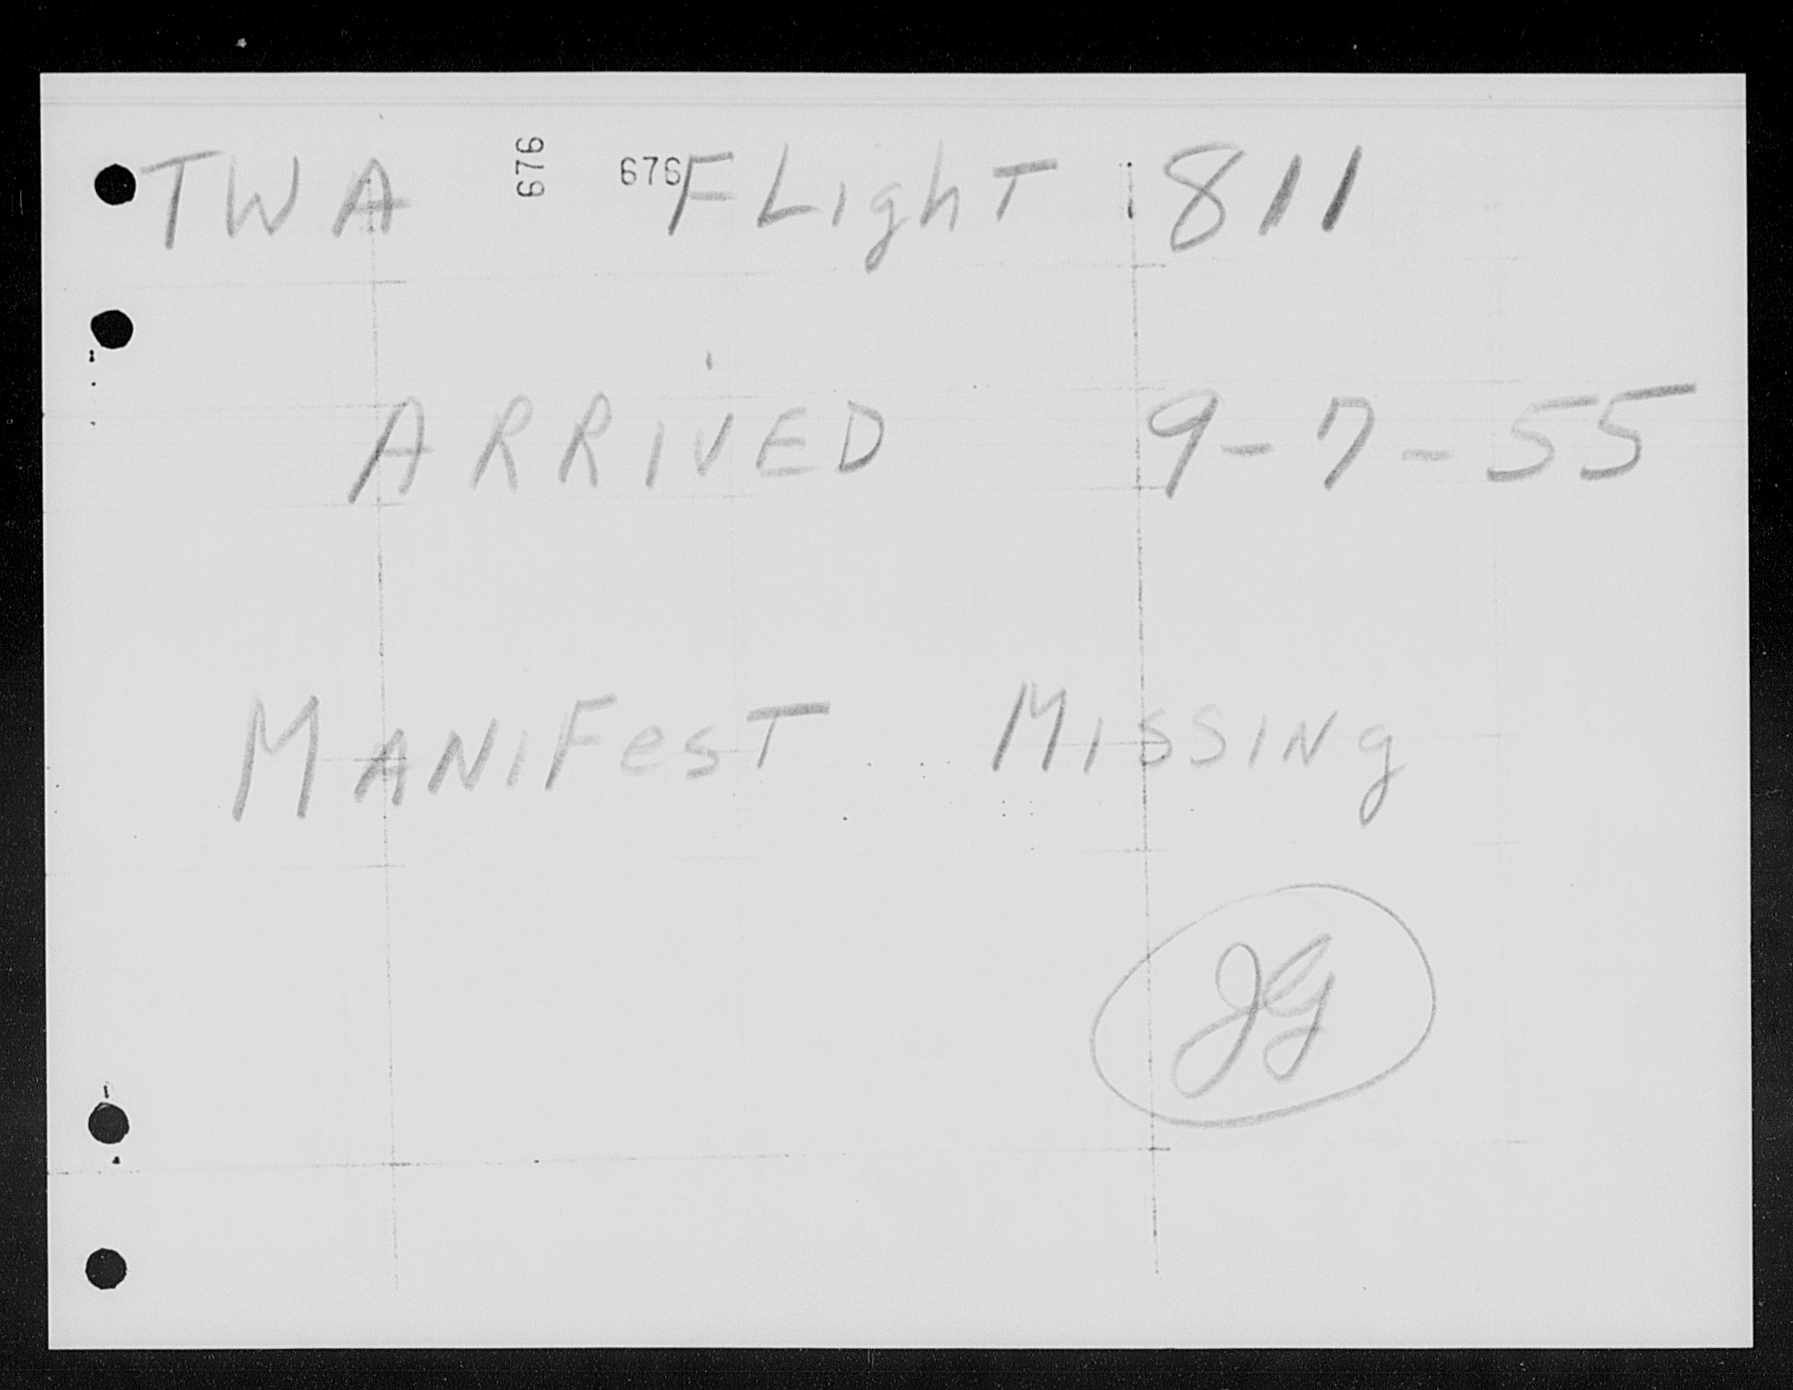 676
TWA 676 FLighT 811
ARRiVED 9-7-55
MANiFesT MissiNg
JG